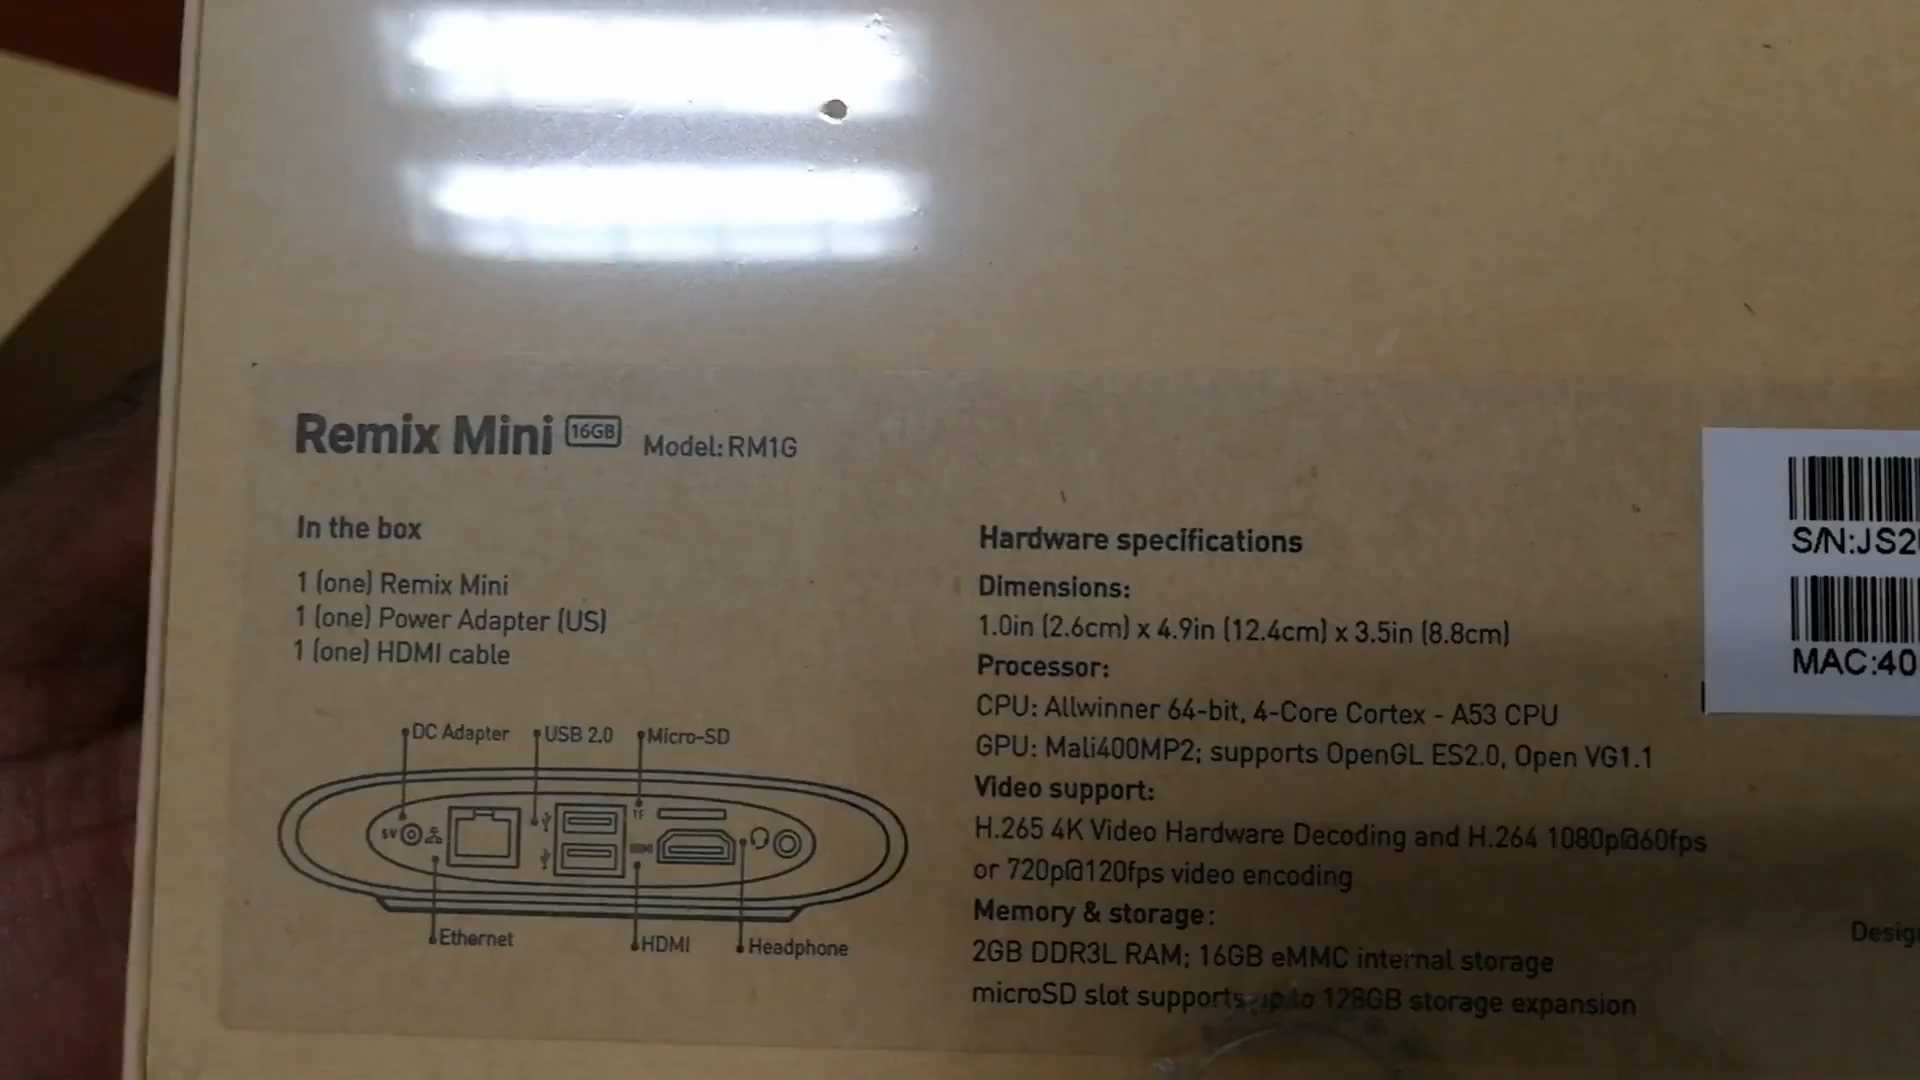 Remix Mini 16GB Model: RM1G
In the box
1 (one) Remix Mini
1 (one) Power Adapter (US)
1 (one) HDMI cable
DC Adapter USB 2.0 Micro-SD
5V
TF
HDMI
Ethernet HDMI Headphone
Hardware specifications
Dimensions:
1.0in (2.6cm) x 4.9in (12.4cm) x 3.5in (8.8cm)
Processor:
CPU: Allwinner 64-bit, 4-Core Cortex - A53 CPU
GPU: Mali400MP2; supports OpenGL ES2.0, Open VG1.1
Video support:
H.265 4K Video Hardware Decoding and H.264 1080p@60fps
or 720p@120fps video encoding
Memory & storage:
2GB DDR3L RAM; 16GB eMMC internal storage
microSD slot supports up to 128GB storage expansion
S/N:JS2
MAC:40
Desig